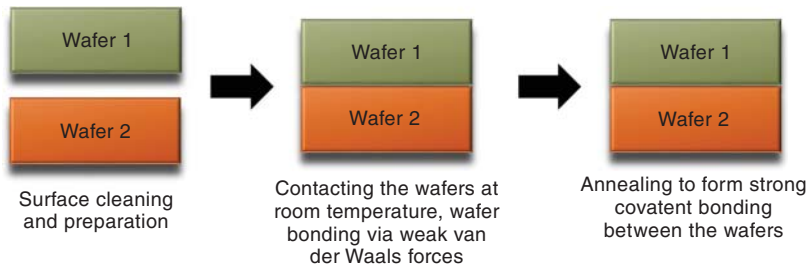 Wafer 1
Wafer 2
Surface cleaning
and preparation
Wafer 1
Wafer 2
Contacting the wafers at
room temperature, wafer
bonding via weak van
der Waals forces
Wafer 1
Wafer 2
Annealing to form strong
covatent bonding
between the wafers